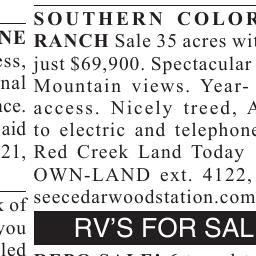 SOUTHERN COLOR
RANCH Sale 35 acres wit
just $69,900. Spectacular
Mountain views. Year-
access. Nicely treed, A
to electric and telephone
Red Creek Land Today
OWN-LAND ext. 4122,
seecedarwoodstation.com
RV'S FOR SAL
NE
ess,
nal
nce.
aid
21,
x of
you
led